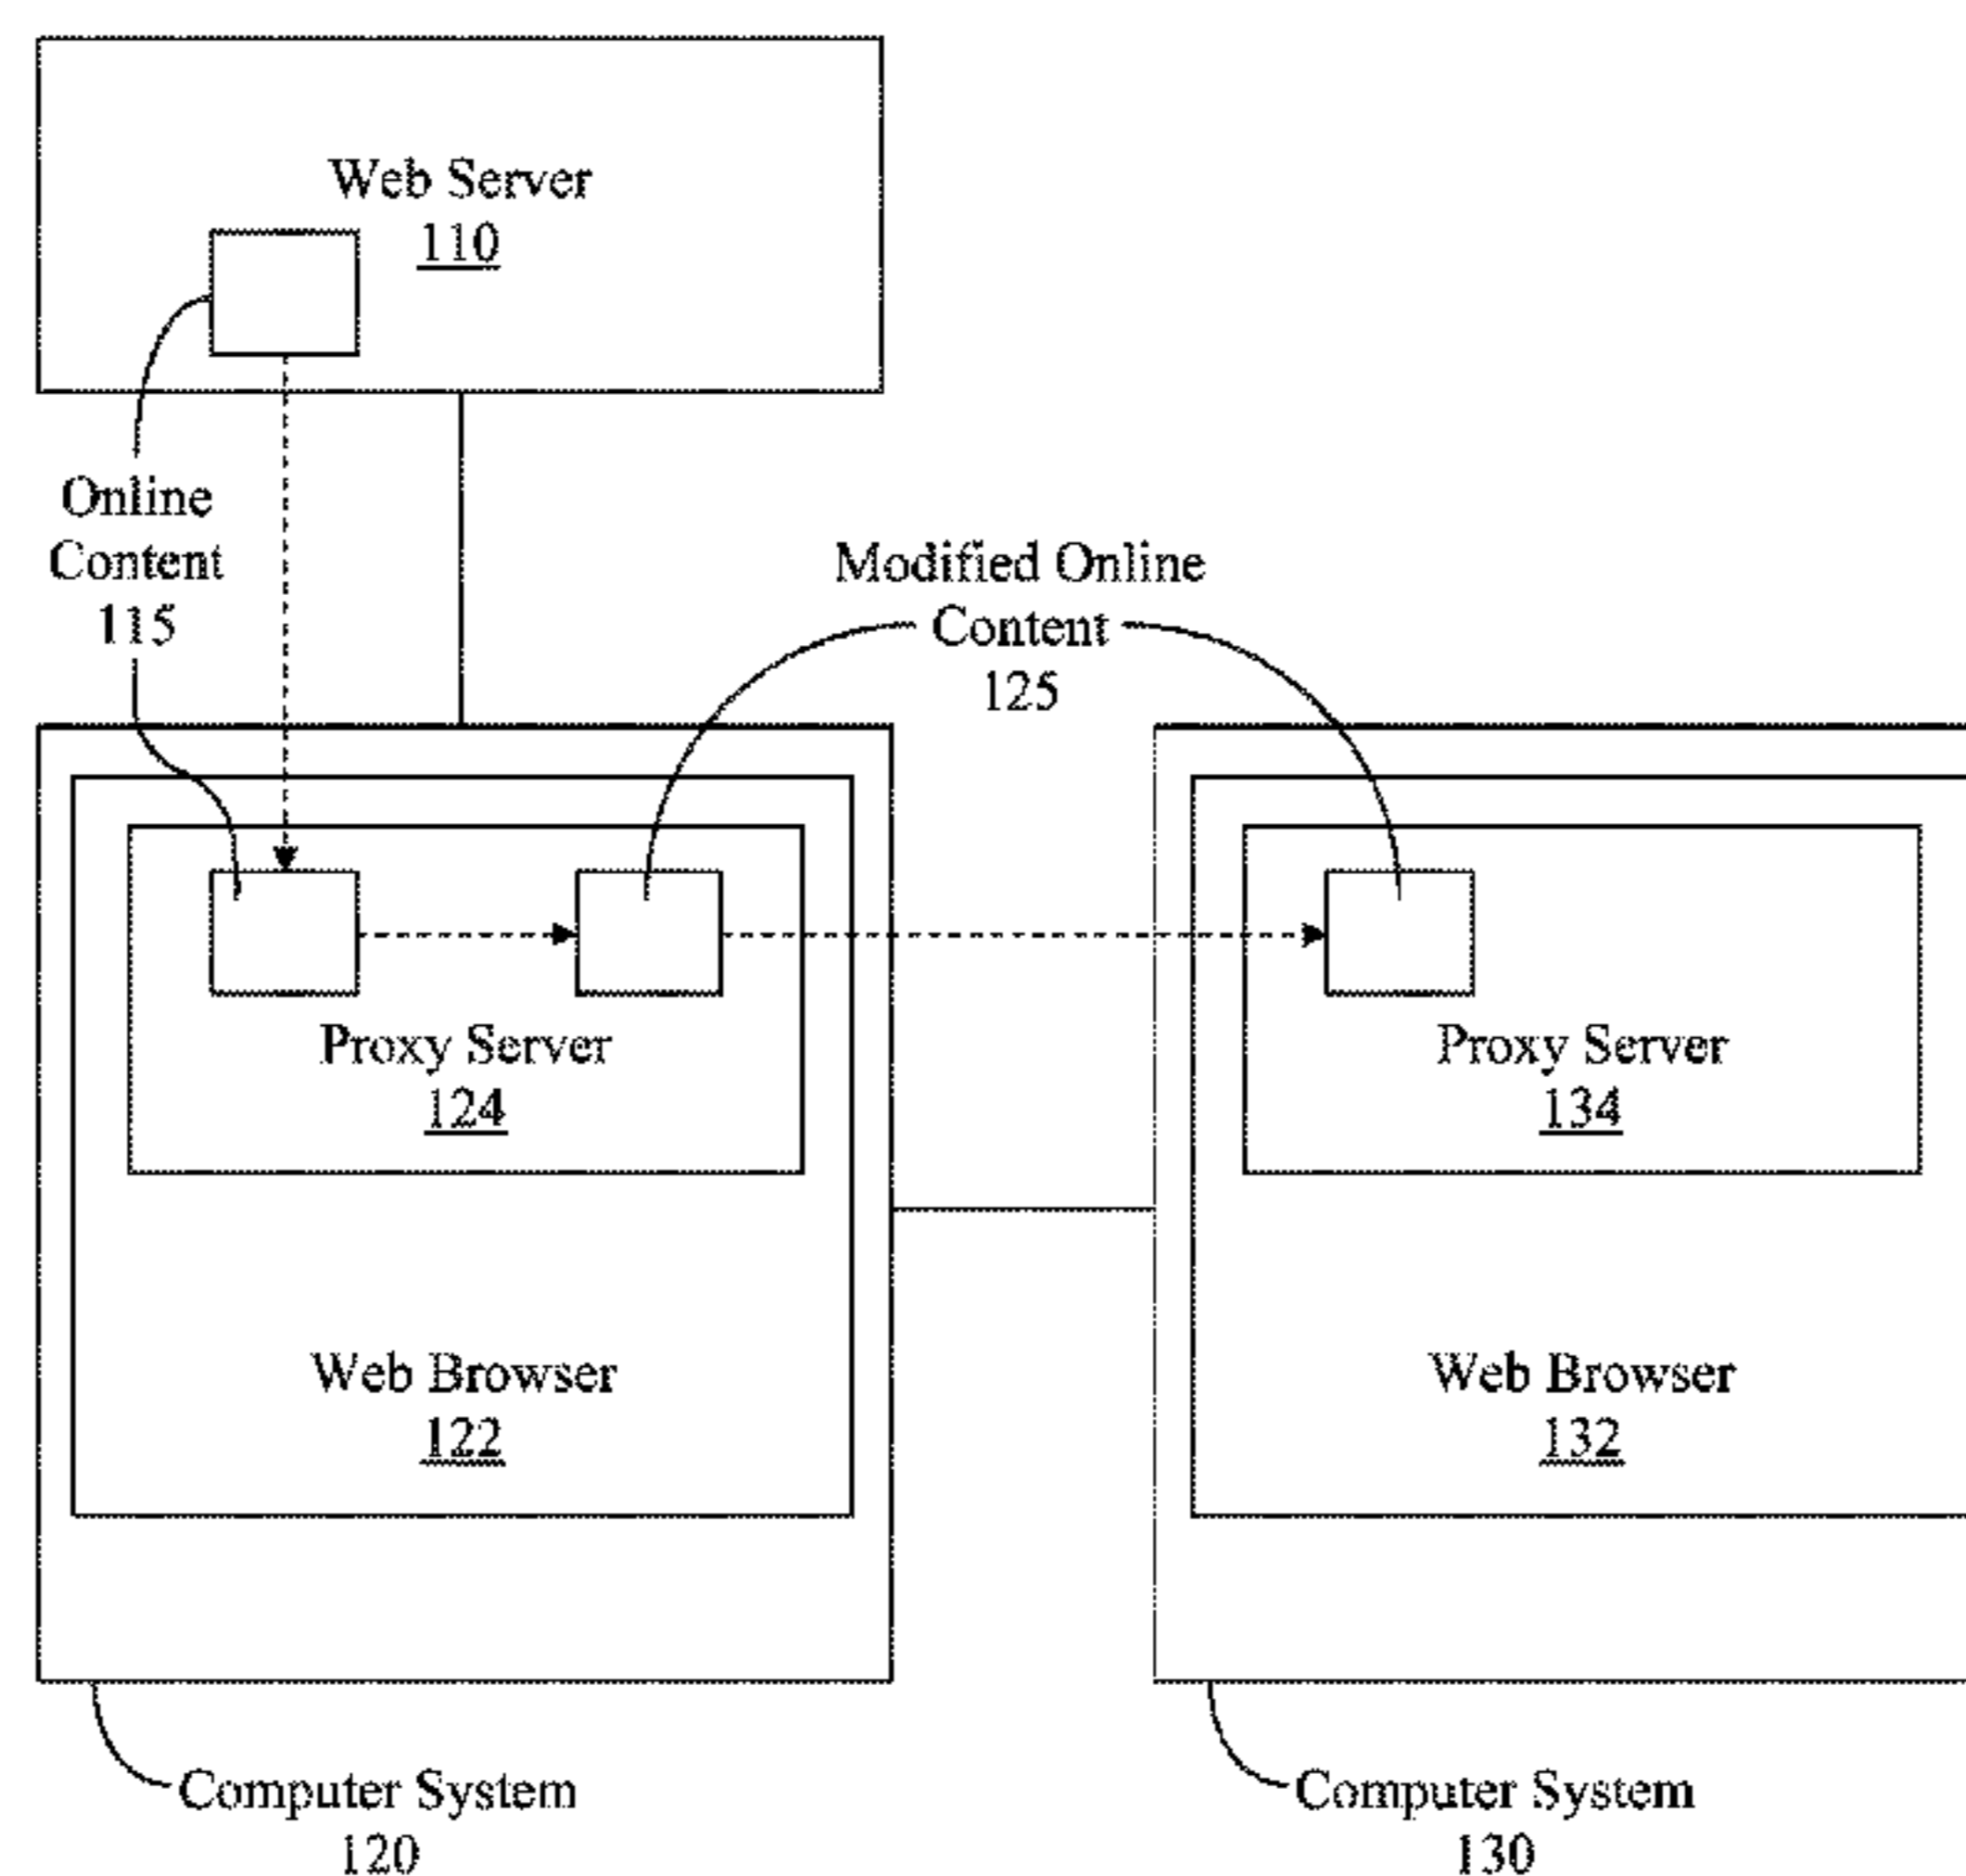 Web Server
110
Online
Content
115
Modified Online
Content
125
Proxy Server
124
Proxy Server
134
Web Browser
122
Web Browser
132
Computer System
120
Computer System
130